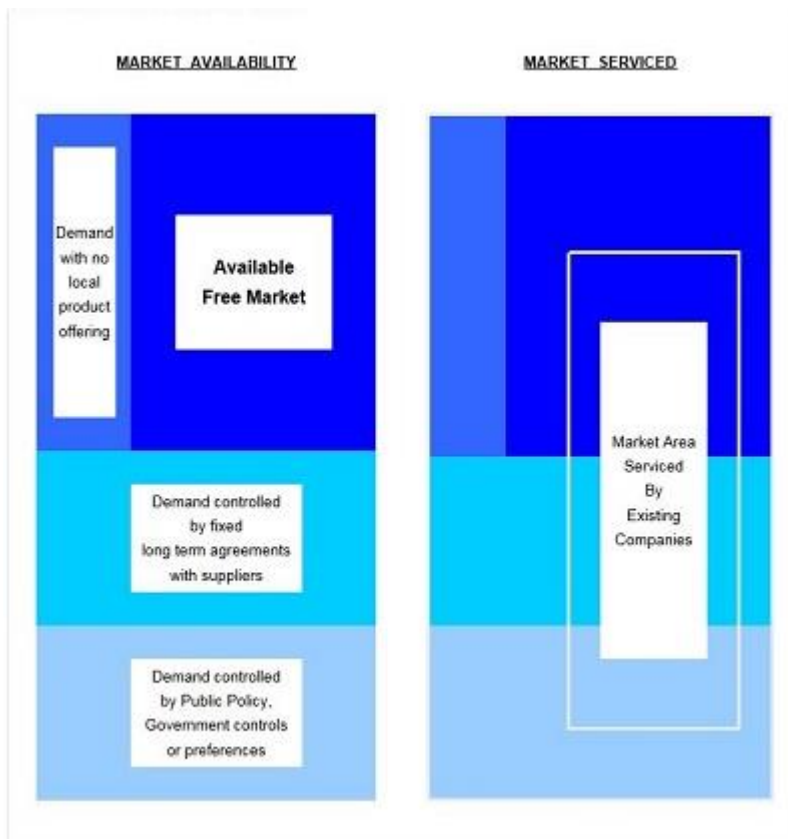 MARKET AVAILABILITY
MARKET SERVICED
Demand
with no
local
product
offering
Available
Free Market
Demand controlled
by fixed
long term agreements
with suppliers
Demand controlled
by Public Policy,
Government controls
or preferences
Market Area
Serviced
By
Existing
Companies